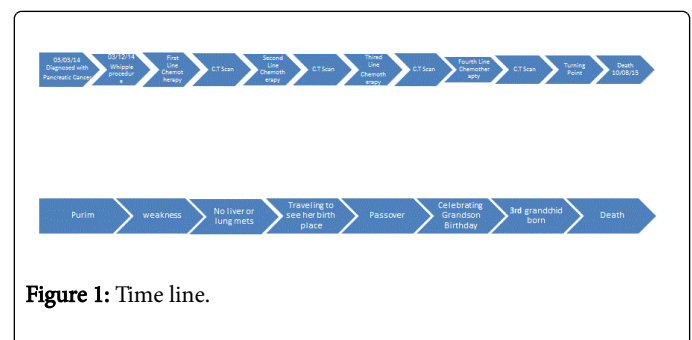 03/03/14
Diagnosed with
Pancreatic Cancer
03/12/14
Whipple
procedur
e
First
Line
Chemot
herapy
C.T Scan
Second
Line
Chemoth
erapy
C.T Scan
Thired
Line
Chemoth
erapy
C.T Scan
Fourth Line
Chemother
apty
C.T Scan
Turning
Point
Death
10/08/15
Purim
weakness
No liver or
lung mets
Traveling to
see her birth
place
Passover
Celebrating
Grandson
Birthday
3rd grandchid
born
Death
Figure 1: Time line.